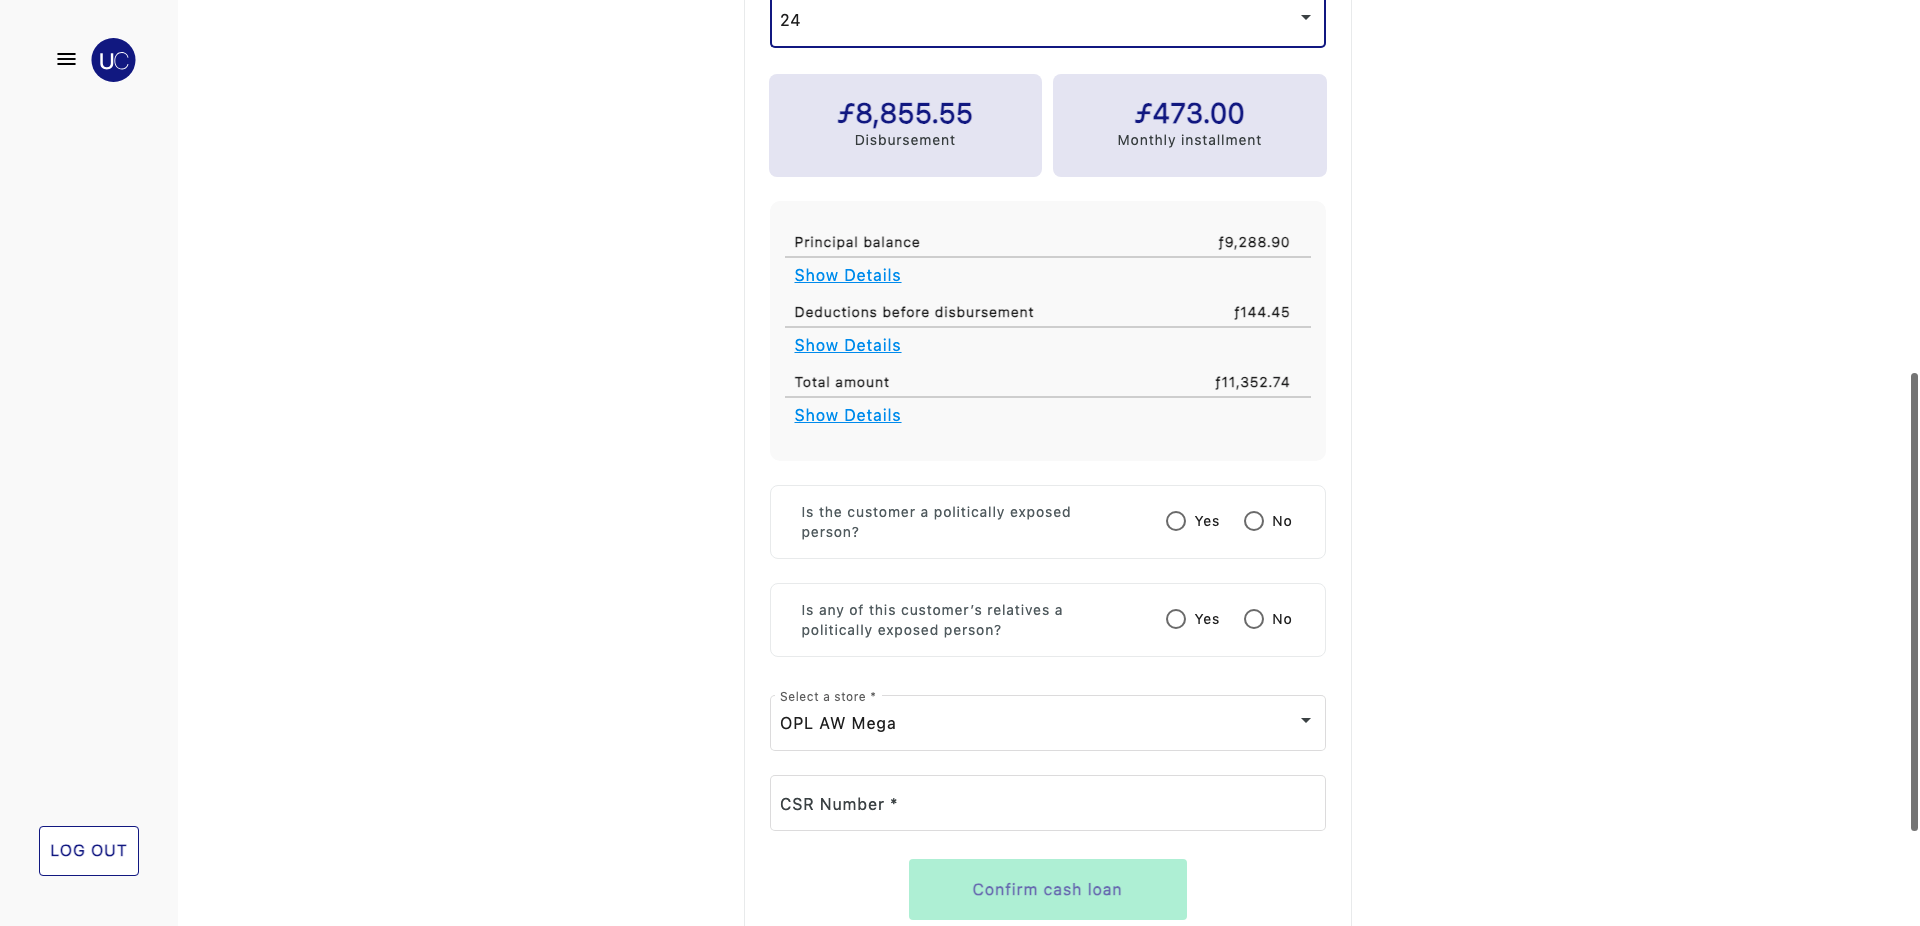 24
UC
ƒ8,855.55
Disbursement
ƒ473.00
Monthly installment
Principal balance ƒ9,288.90
Show Details
Deductions before disbursement ƒ144.45
Show Details
Total amount ƒ11,352.74
Show Details
Is the customer a politically exposed
person?
Yes No
Is any of this customer’s relatives a
politically exposed person?
Yes No
Select a store *
OPL AW Mega
CSR Number *
LOG OUT
Confirm cash loan